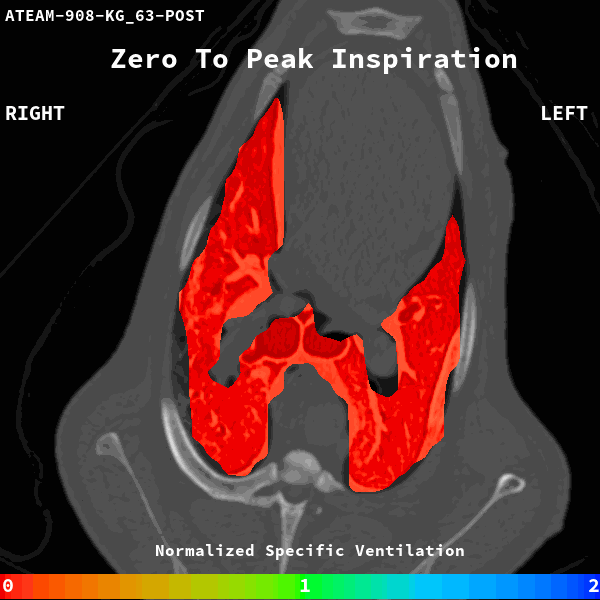 ATEAM-908-KG_63-POST
Zero To Peak Inspiration
RIGHT
LEFT
Normalized Specific Ventilation
0 1 2